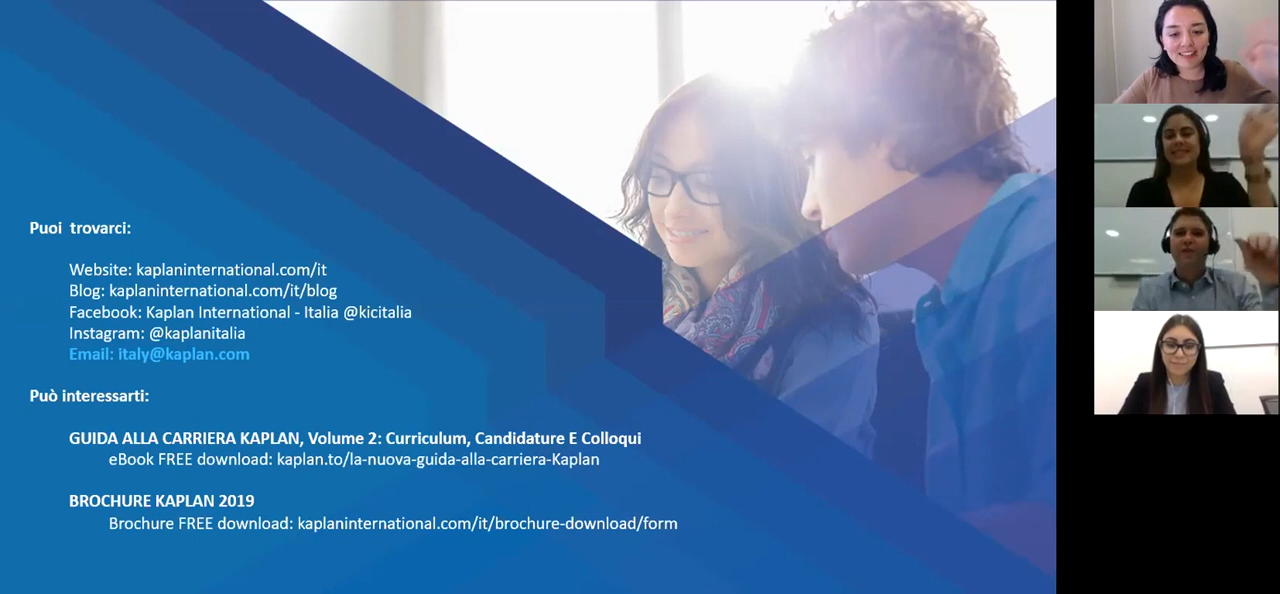 Puoi  trovarci:
Website: kaplaninternational.com/it
Blog: kaplaninternational.com/it/blog
Facebook: Kaplan International - Italia @kicitalia
Instagram: @kaplanitalia
Email: italy@kaplan.com
Può interessarti:
GUIDA ALLA CARRIERA KAPLAN, Volume 2: Curriculum, Candidature E Colloqui
eBook FREE download: kaplan.to/la-nuova-guida-alla-carriera-Kaplan
BROCHURE KAPLAN 2019
Brochure FREE download: kaplaninternational.com/it/brochure-download/form